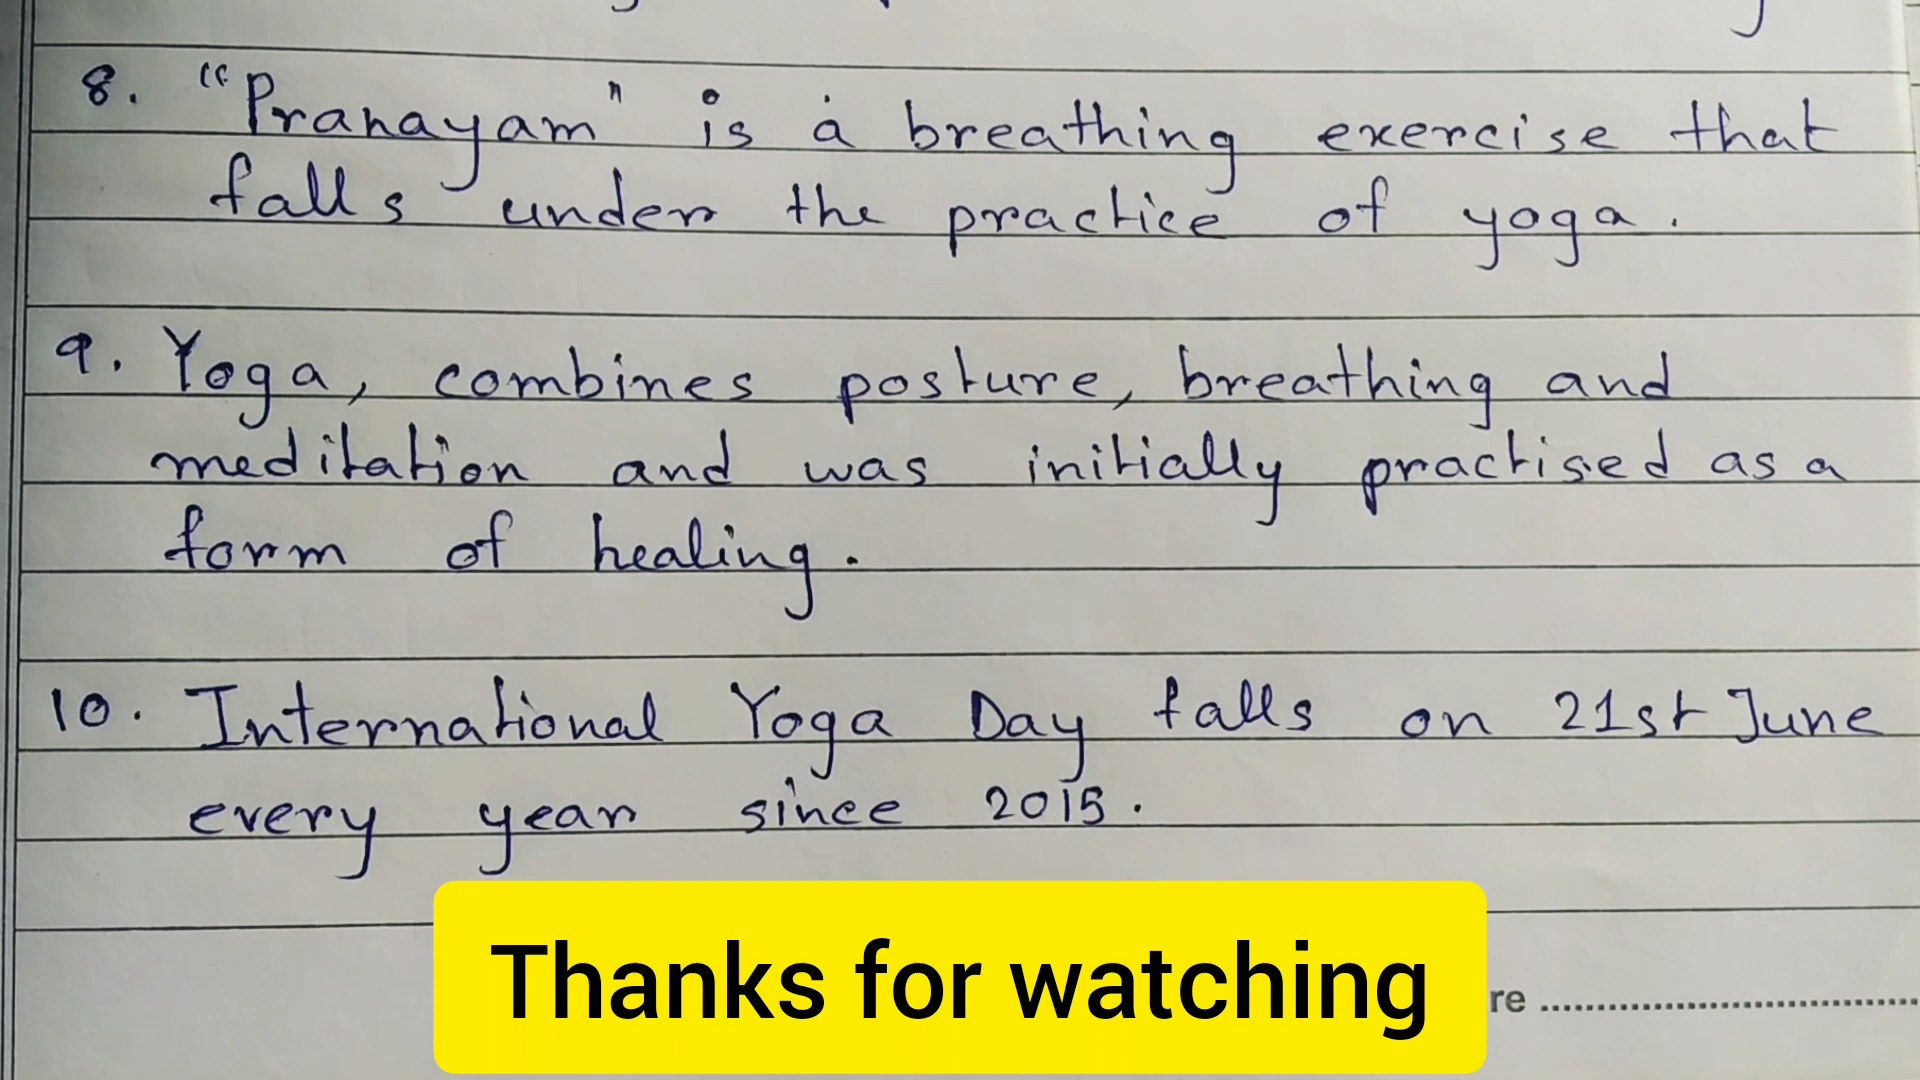 8. "Pranayam" is a breathing exercise that
falls under the practice of yoga.
9. Yoga, combines posture, breathing and
meditation and was initially practised as a
form of healing.
10. International Yoga Day falls on 21st June
every year since 2015.
Thanks for watching
re